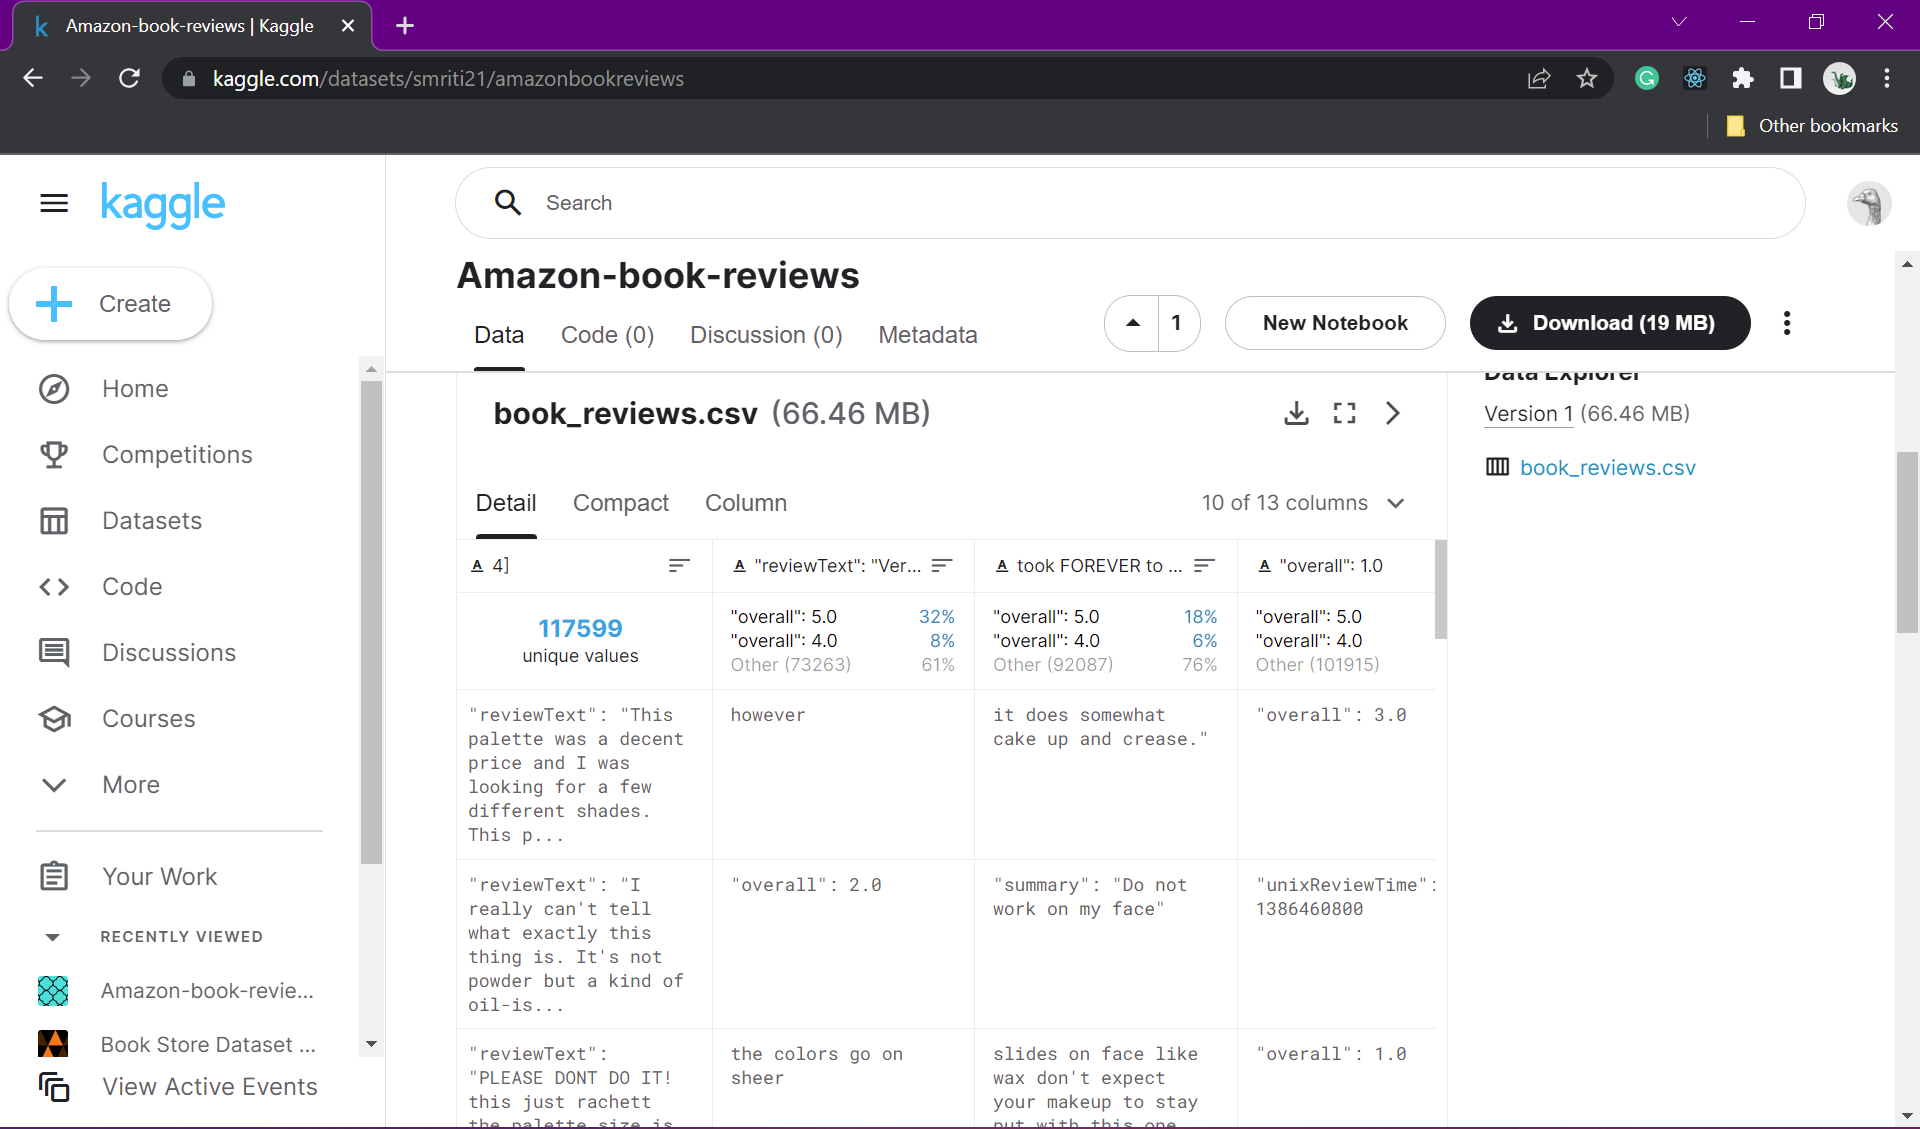 Amazon-book-reviews | Kaggle
kaggle.com/datasets/smriti21/amazonbookreviews
Other bookmarks
kaggle
Search
Create
Home
Competitions
Datasets
Code
Discussions
Courses
More
Your Work
RECENTLY VIEWED
Amazon-book-revie...
Book Store Dataset ...
View Active Events
Amazon-book-reviews
Data
Code (0)
Discussion (0)
Metadata
1
New Notebook
Download (19 MB)
book_reviews.csv (66.46 MB)
Data Explorer
Version 1 (66.46 MB)
book_reviews.csv
Detail
Compact
Column
10 of 13 columns
A 4]
A "reviewText": "Ver...
A took FOREVER to ...
A "overall": 1.0
117599
unique values
"overall": 5.0 32%
"overall": 4.0 8%
Other (73263) 61%
"overall": 5.0 18%
"overall": 4.0 6%
Other (92087) 76%
"overall": 5.0
"overall": 4.0
Other (101915)
"reviewText": "This
palette was a decent
price and I was
looking for a few
different shades.
This p...
however
it does somewhat
cake up and crease."
"overall": 3.0
"reviewText": "I
really can't tell
what exactly this
thing is. It's not
powder but a kind of
oil-is...
"overall": 2.0
"summary": "Do not
work on my face"
"unixReviewTime":
1386460800
"reviewText":
"PLEASE DONT DO IT!
this just rachett
the palette size is
the colors go on
sheer
slides on face like
wax don't expect
your makeup to stay
put with this one
"overall": 1.0